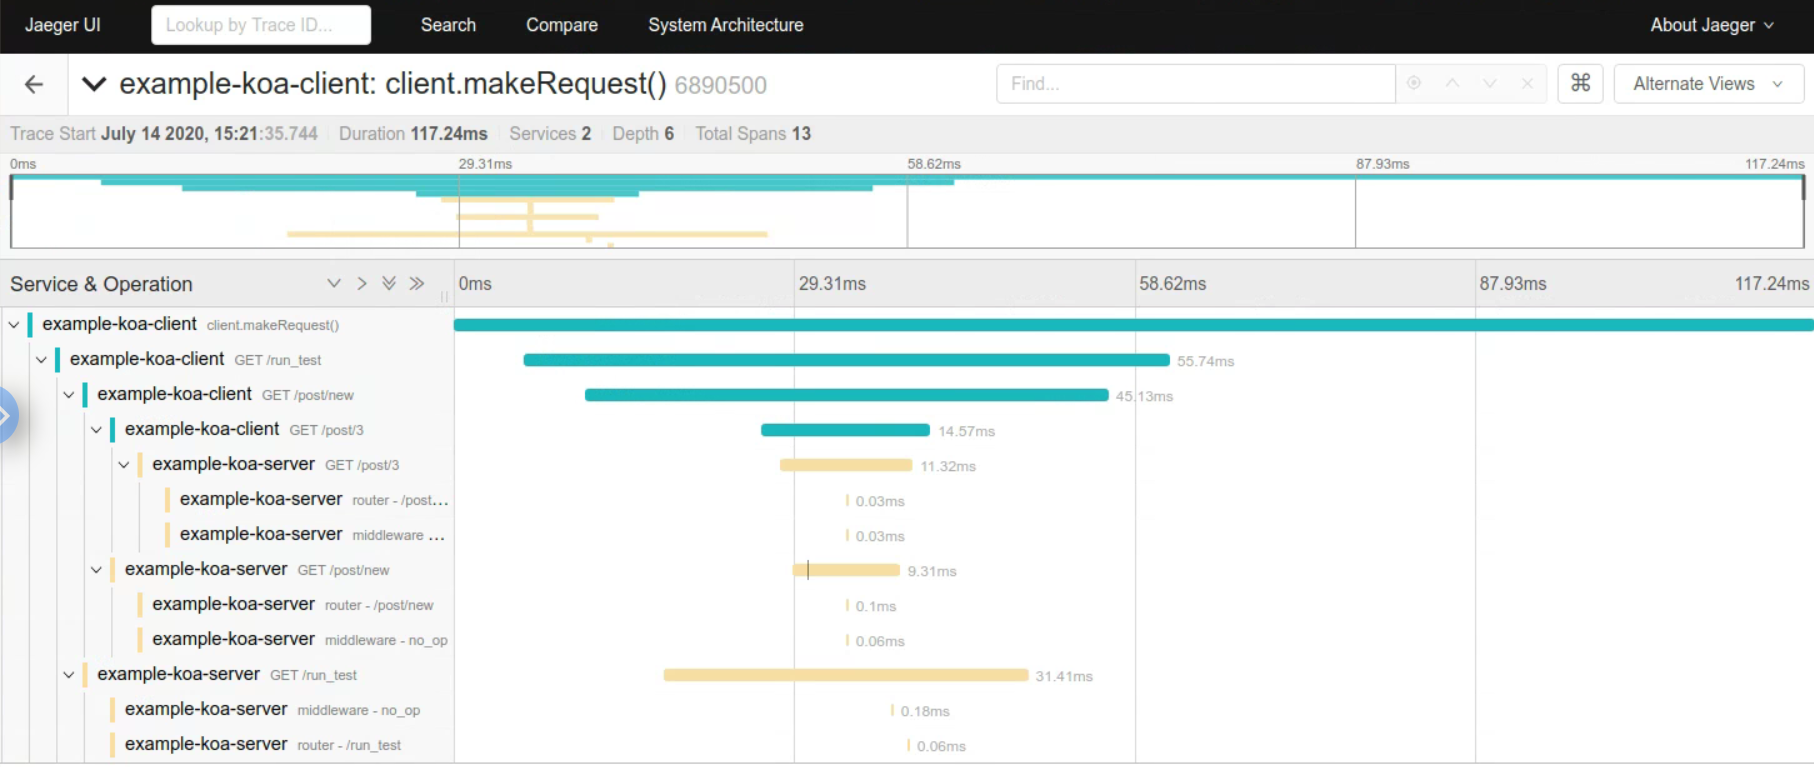 Jaeger UI Lookup by Trace ID... Search Compare System Architecture About Jaeger
example-koa-client: client.makeRequest() 6890500 Find... ⌘ Alternate Views
Trace Start July 14 2020, 15:21:35.744 Duration 117.24ms Services 2 Depth 6 Total Spans 13
0ms 29.31ms 58.62ms 87.93ms 117.24ms
Service & Operation 0ms 29.31ms 58.62ms 87.93ms 117.24ms
example-koa-client client.makeRequest()
example-koa-client GET /run_test 55.74ms
example-koa-client GET /post/new 45.13ms
example-koa-client GET /post/3 14.57ms
example-koa-server GET /post/3 11.32ms
example-koa-server router - /post… 0.03ms
example-koa-server middleware … 0.03ms
example-koa-server GET /post/new 9.31ms
example-koa-server router - /post/new 0.1ms
example-koa-server middleware - no_op 0.06ms
example-koa-server GET /run_test 31.41ms
example-koa-server middleware - no_op 0.18ms
example-koa-server router - /run_test 0.06ms